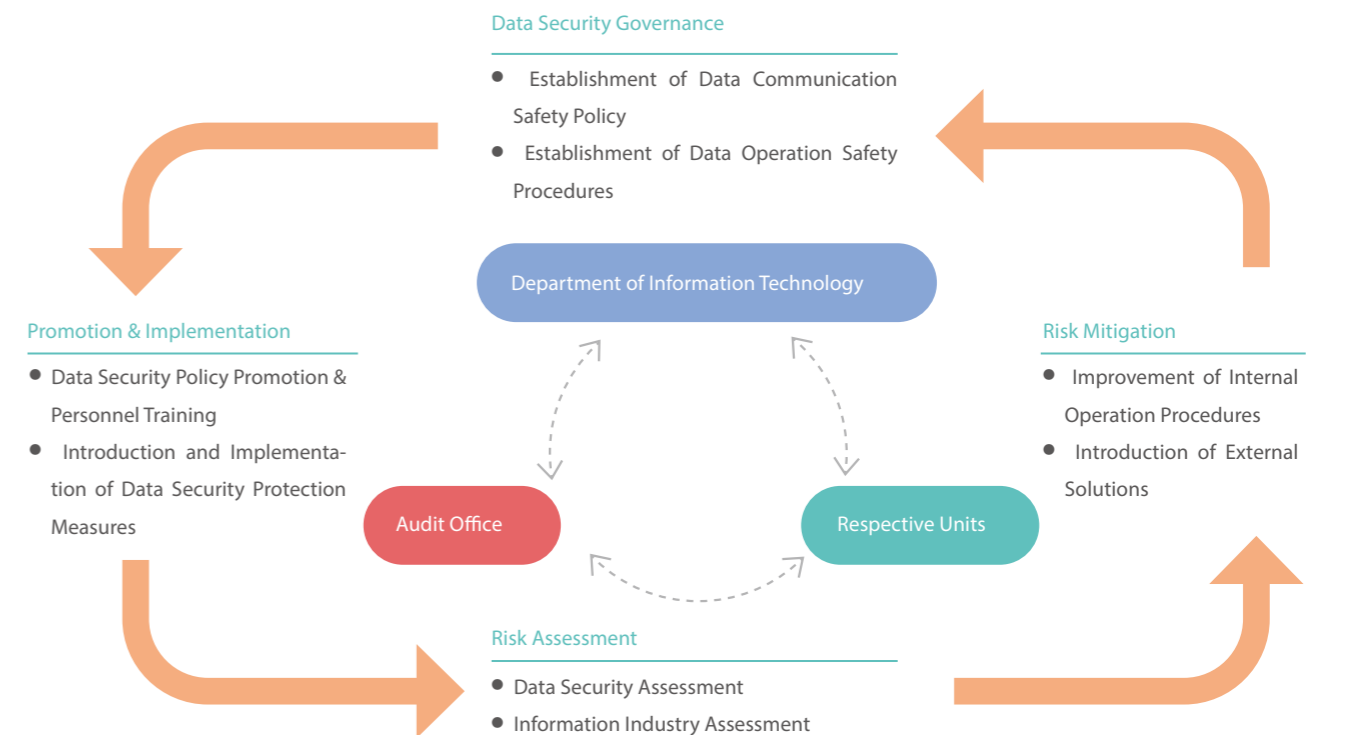 Data Security Governance
● Establishment of Data Communication
Safety Policy
● Establishment of Data Operation Safety
Procedures
Department of Information Technology
Promotion & Implementation
● Data Security Policy Promotion &
Personnel Training
● Introduction and Implementa-
tion of Data Security Protection
Measures
Risk Mitigation
● Improvement of Internal
Operation Procedures
● Introduction of External
Solutions
Audit Office
Respective Units
Risk Assessment
● Data Security Assessment
● Information Industry Assessment